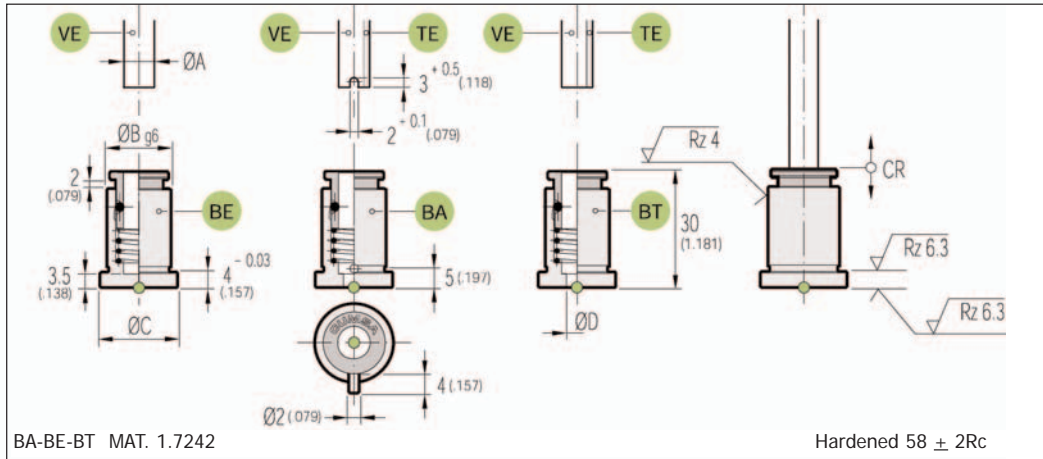 VE
ØA
VE
TE
3 +0.5 (.118)
2 +0.1 (.079)
VE
TE
ØB g6
2
(.079)
BE
3.5
(.138)
4 -0.03
(.157)
ØC
BA
5 (.197)
CUMSA
4 (.157)
Ø2 (.079)
BT
30
(1.181)
ØD
Rz 4
CR
Rz 6.3
Rz 6.3
BA-BE-BT MAT. 1.7242
Hardened 58 ± 2Rc